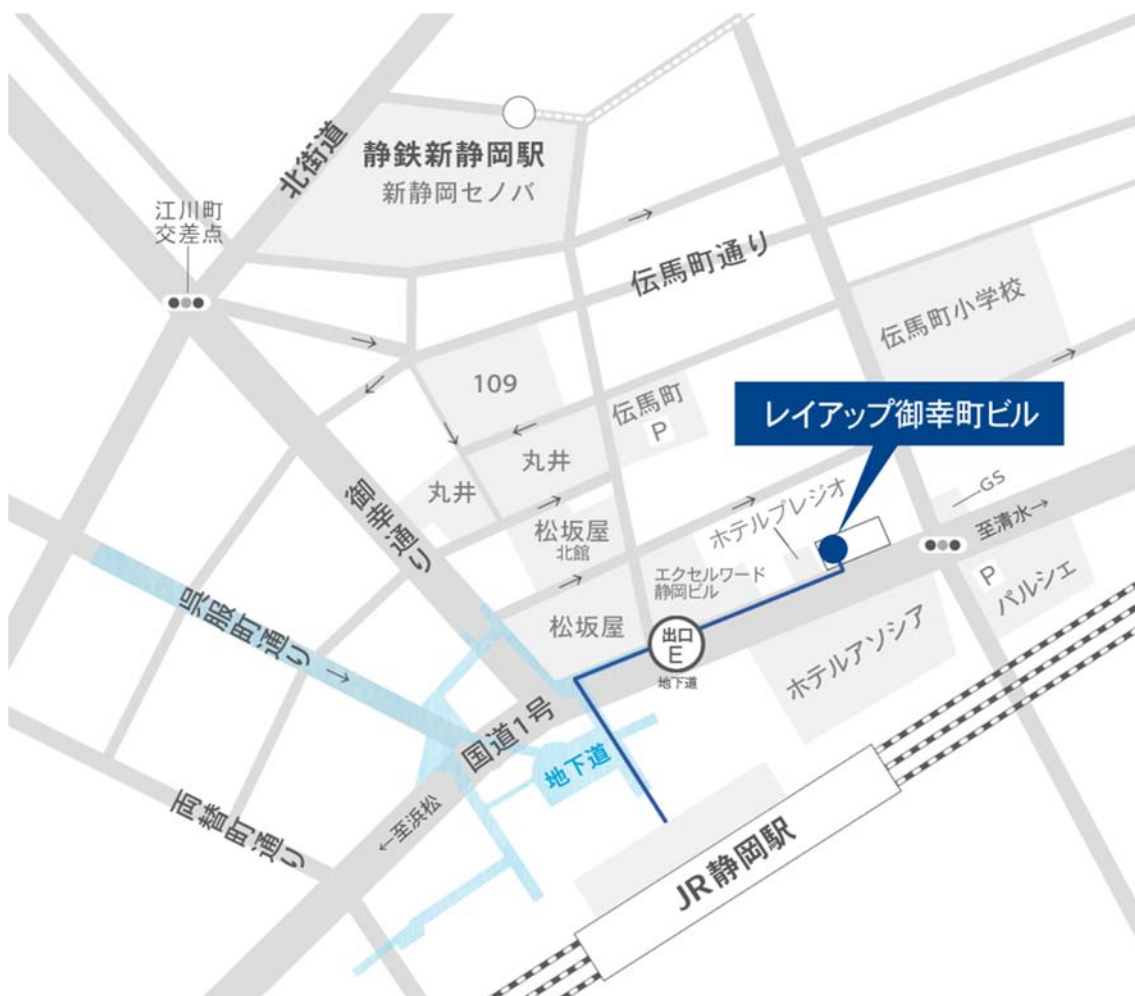 北街道
静鉄新静岡駅
新静岡セノバ
江川町
交差点
伝馬町通り
伝馬町小学校
109
伝馬町
P
レイアップ御幸町ビル
丸井
丸井
御幸通り
松坂屋
北館
ホテルプレジオ
GS
至清水→
エクセルワード
静岡ビル
P
パルシェ
呉服町通り
松坂屋
出口
E
地下道
ホテルアソシア
国道1号
地下道
両替町通り
←至浜松
JR静岡駅